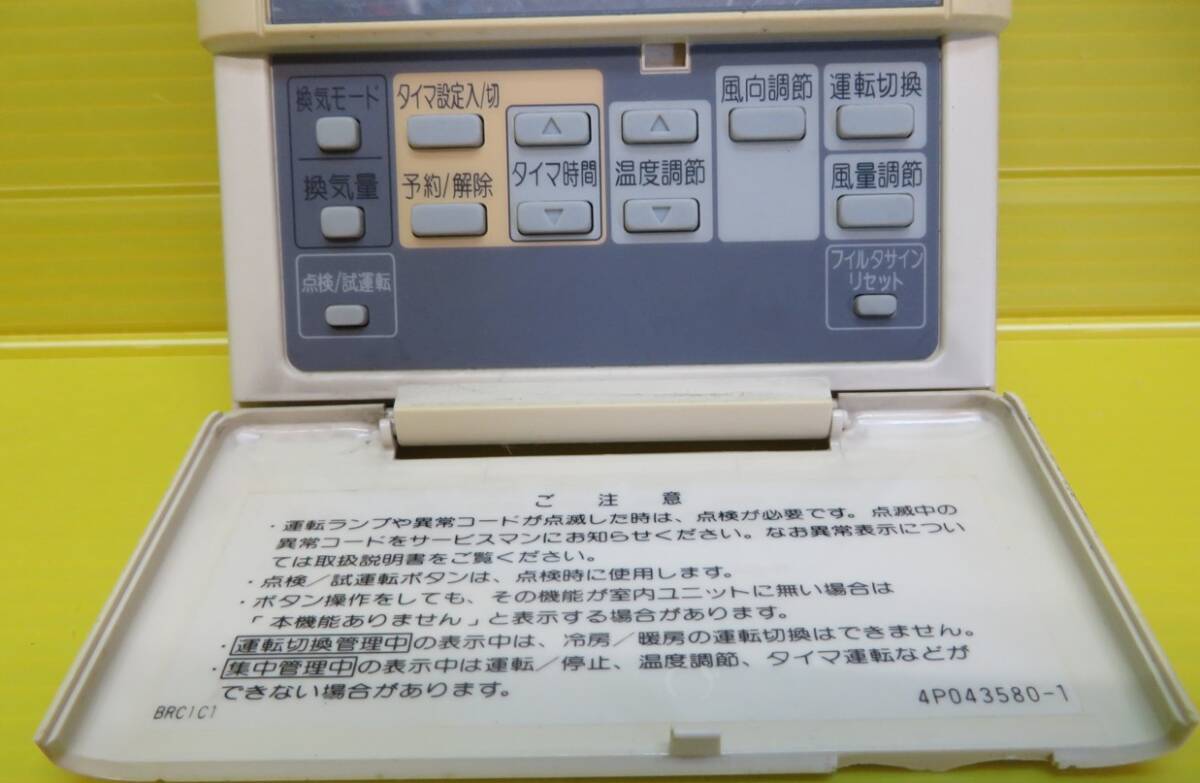 換気モード
タイマ設定入/切
風向調節
運転切換
換気量
予約/解除
タイマ時間
温度調節
風量調節
点検/試運転
フィルタサイン
リセット
ご 注 意
・運転ランプや異常コードが点滅した時は、点検が必要です。点滅中の
異常コードをサービスマンにお知らせください。なお異常表示につい
ては取扱説明書をご覧ください。
・点検/試運転ボタンは、点検時に使用します。
・ボタン操作をしても、その機能が室内ユニットに無い場合は
「本機能ありません」と表示する場合があります。
・運転切換管理中の表示中は、冷房/暖房の運転切換はできません。
・集中管理中の表示中は運転/停止、温度調節、タイマ運転などが
できない場合があります。
BRC1C1
4P043580-1